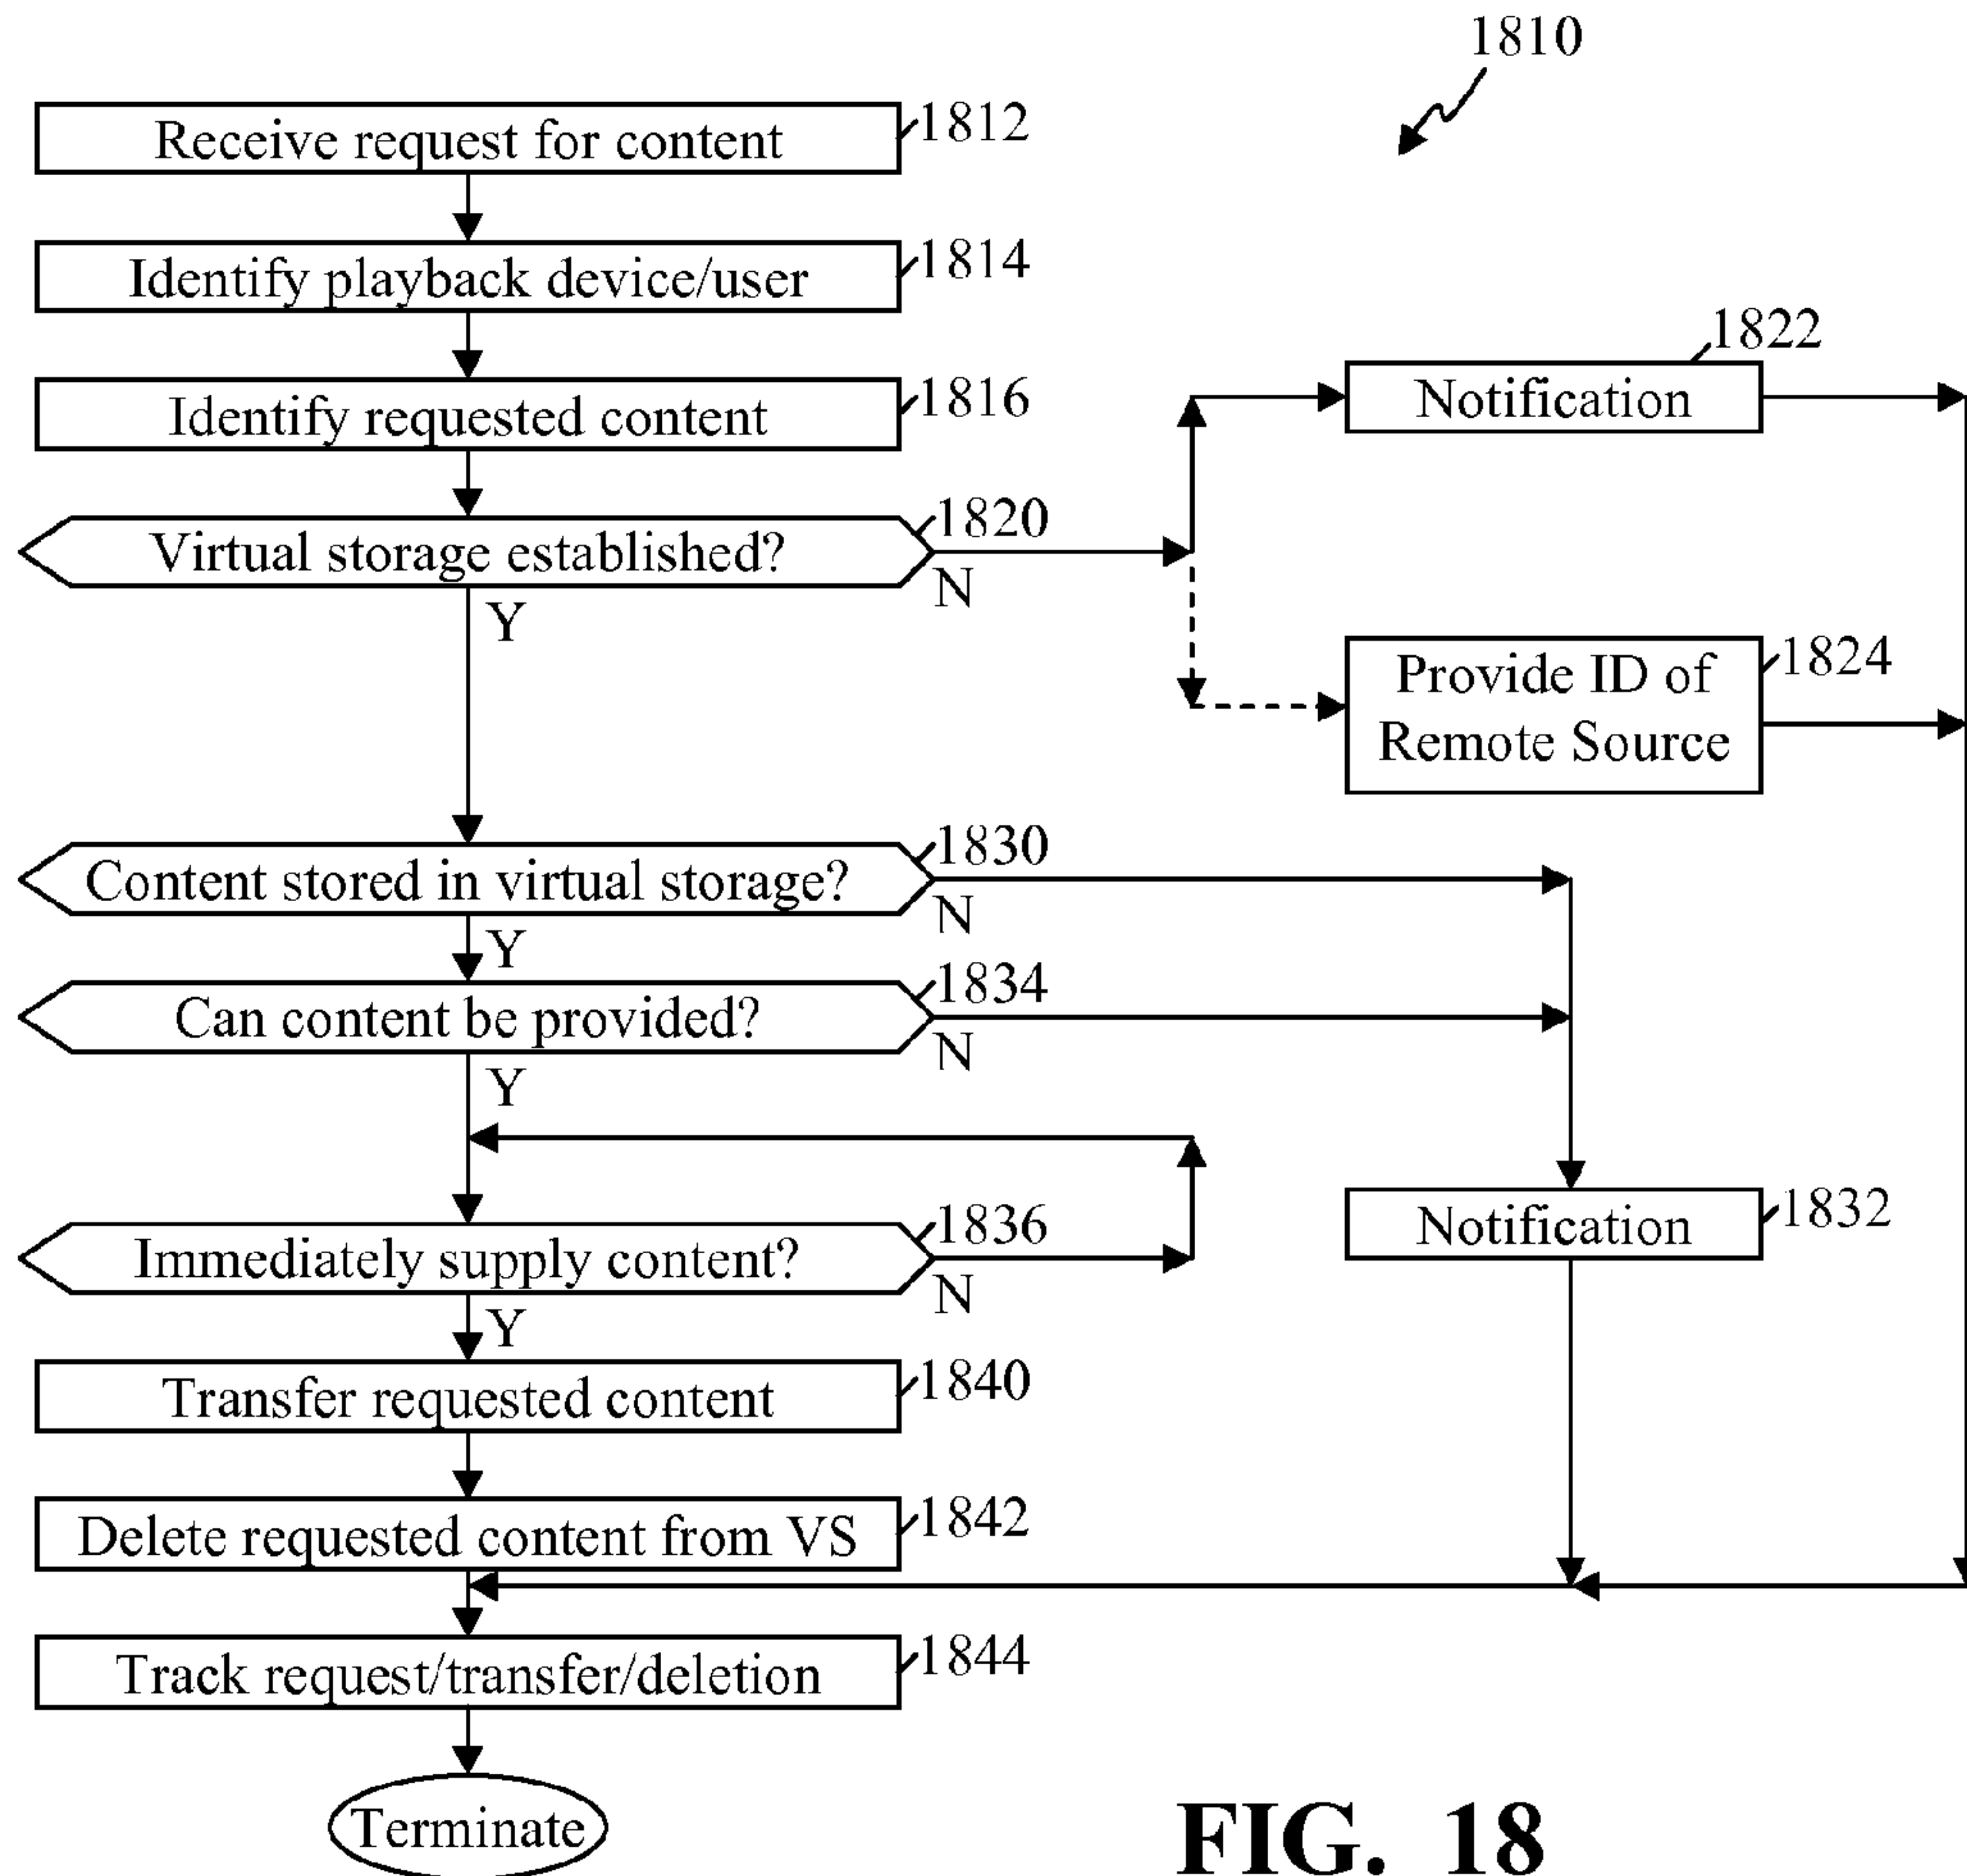 1810
Receive request for content
1812
Identify playback device/user
1814
Identify requested content
1816
Virtual storage established?
1820
N
Y
Notification
1822
Provide ID of
Remote Source
1824
Content stored in virtual storage?
1830
N
Y
Can content be provided?
1834
N
Y
Immediately supply content?
1836
N
Y
Notification
1832
Transfer requested content
1840
Delete requested content from VS
1842
Track request/transfer/deletion
1844
Terminate
FIG. 18